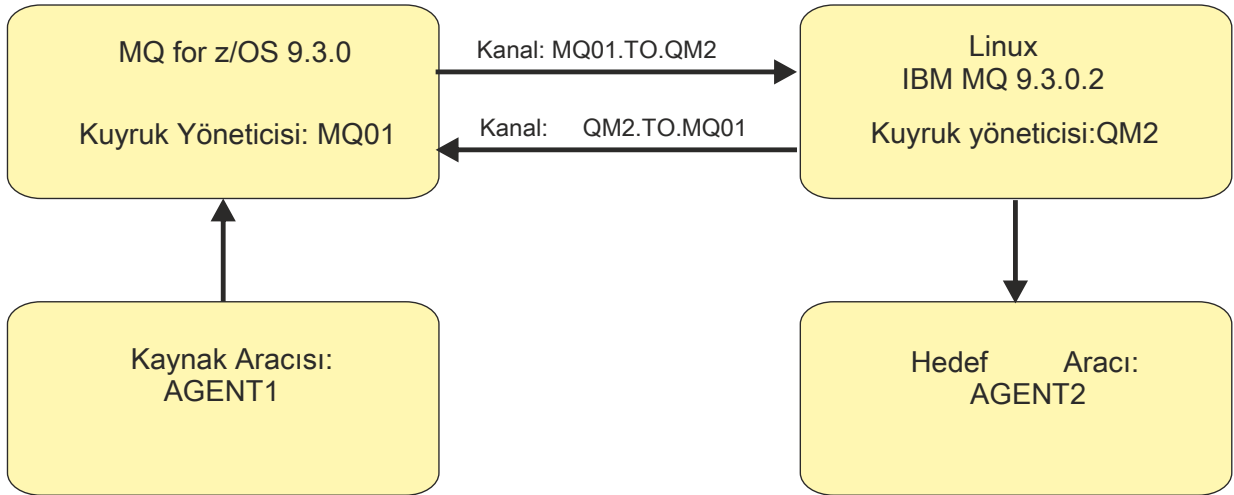 MQ for z/OS 9.3.0
Kuyruk Yöneticisi: MQ01
Kanal: MQ01.TO.QM2
Kanal: QM2.TO.MQ01
Linux
IBM MQ 9.3.0.2
Kuyruk yöneticisi:QM2
Kaynak Aracısı:
AGENT1
Hedef Aracı:
AGENT2